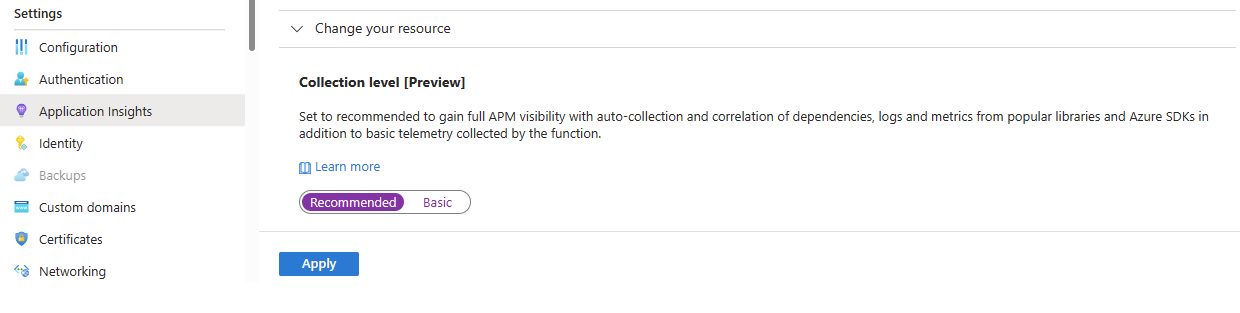 Settings
Configuration
Authentication
Application Insights
Identity
Backups
Custom domains
Certificates
Networking
Change your resource
Collection level [Preview]
Set to recommended to gain full APM visibility with auto-collection and correlation of dependencies, logs and metrics from popular libraries and Azure SDKs in
addition to basic telemetry collected by the function.
Learn more
Recommended Basic
Apply